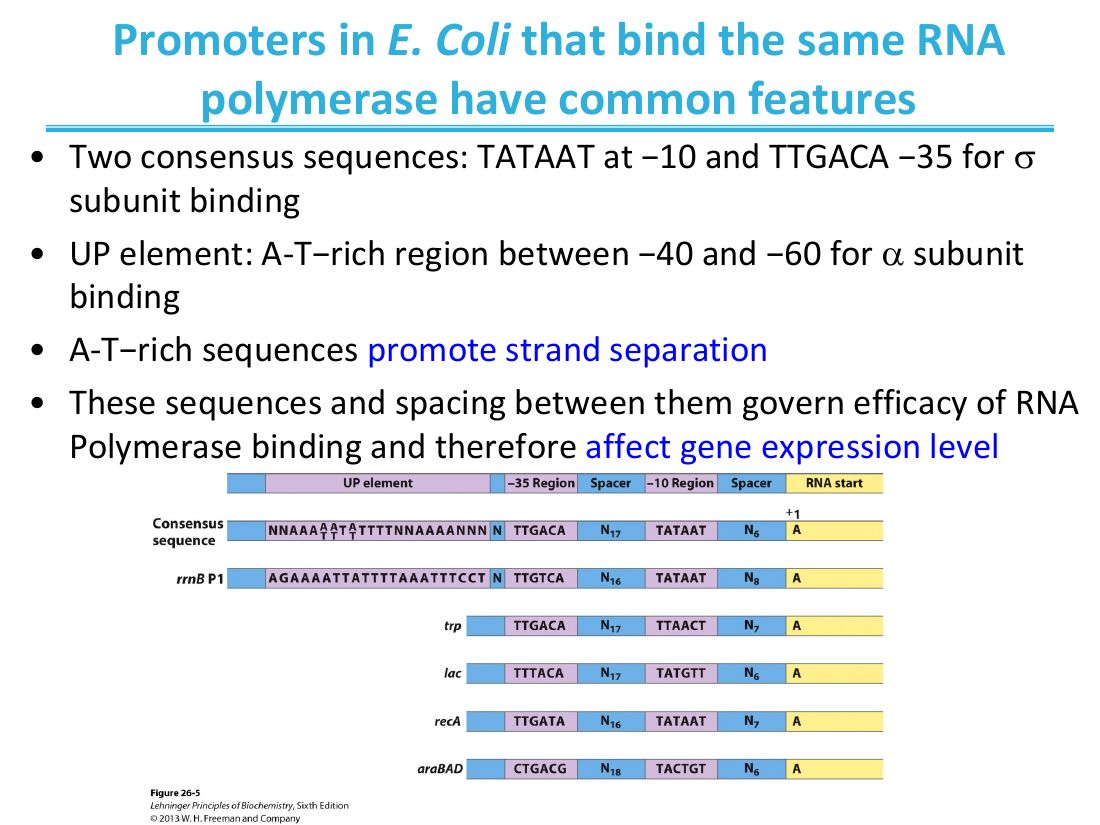 Promoters in E. Coli that bind the same RNA
polymerase have common features
• Two consensus sequences: TATAAT at −10 and TTGACA −35 for σ
subunit binding
• UP element: A-T−rich region between −40 and −60 for α subunit
binding
• A-T−rich sequences promote strand separation
• These sequences and spacing between them govern efficacy of RNA
Polymerase binding and therefore affect gene expression level
UP element −35 Region Spacer −10 Region Spacer RNA start
+1
Consensus
sequence
NNAAA A/T A/T T A/T TTTTNNAAAANNN N TTGACA N17 TATAAT N6 A
rrnB P1 AGAAAATTATTTTAAATTTCCT N TTGTCA N16 TATAAT N8 A
trp TTGACA N17 TTAACT N7 A
lac TTTACA N17 TATGTT N6 A
recA TTGATA N16 TATAAT N7 A
araBAD CTGACG N18 TACTGT N6 A
Figure 26-5
Lehninger Principles of Biochemistry, Sixth Edition
© 2013 W. H. Freeman and Company